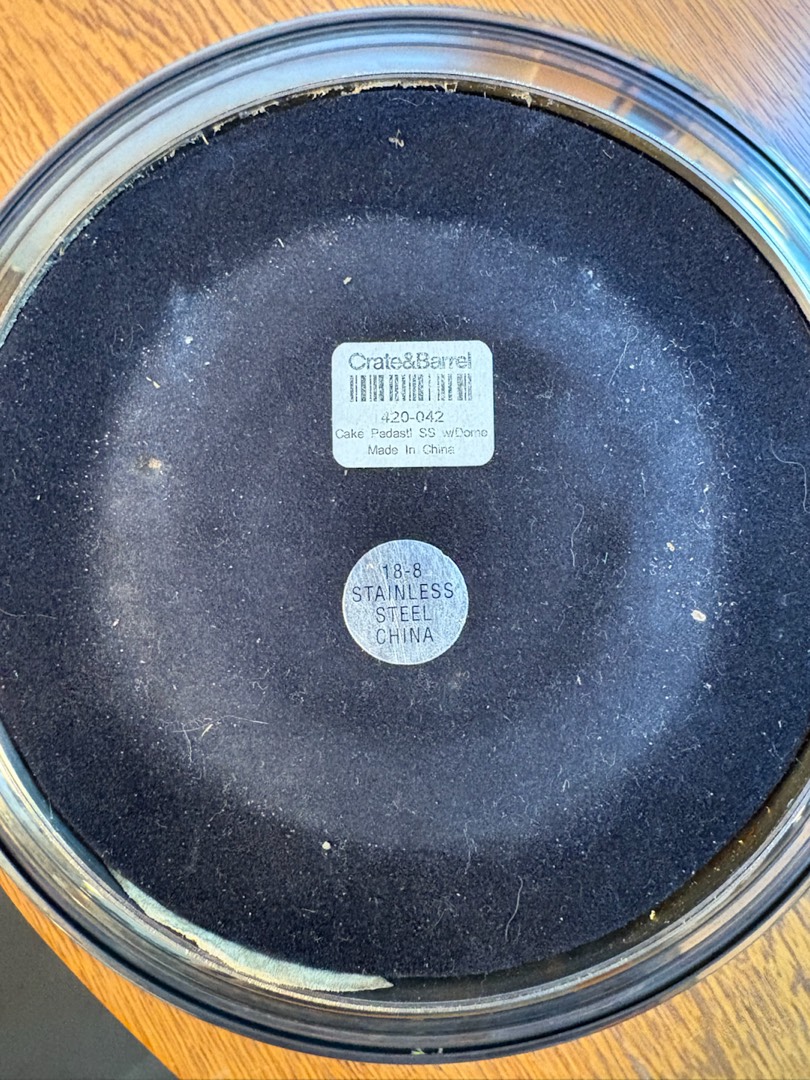 Crate&Barrel
420-042
Cake Padastl SS w/Dome
Made In China
18-8
STAINLESS
STEEL
CHINA